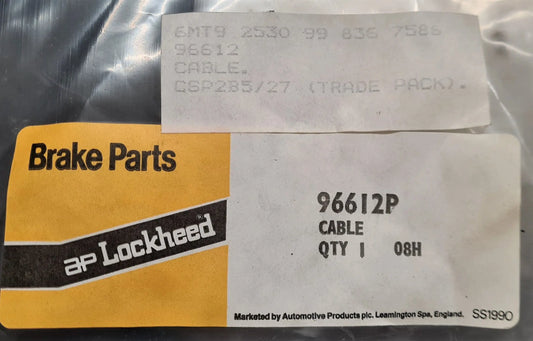 6MT9 2530 99 836 7586
96612
CABLE.
CSP285/27 (TRADE PACK).
Brake Parts
ap Lockheed
96612P
CABLE
QTY 1 08H
Marketed by Automotive Products plc. Leamington Spa, England. SS1990